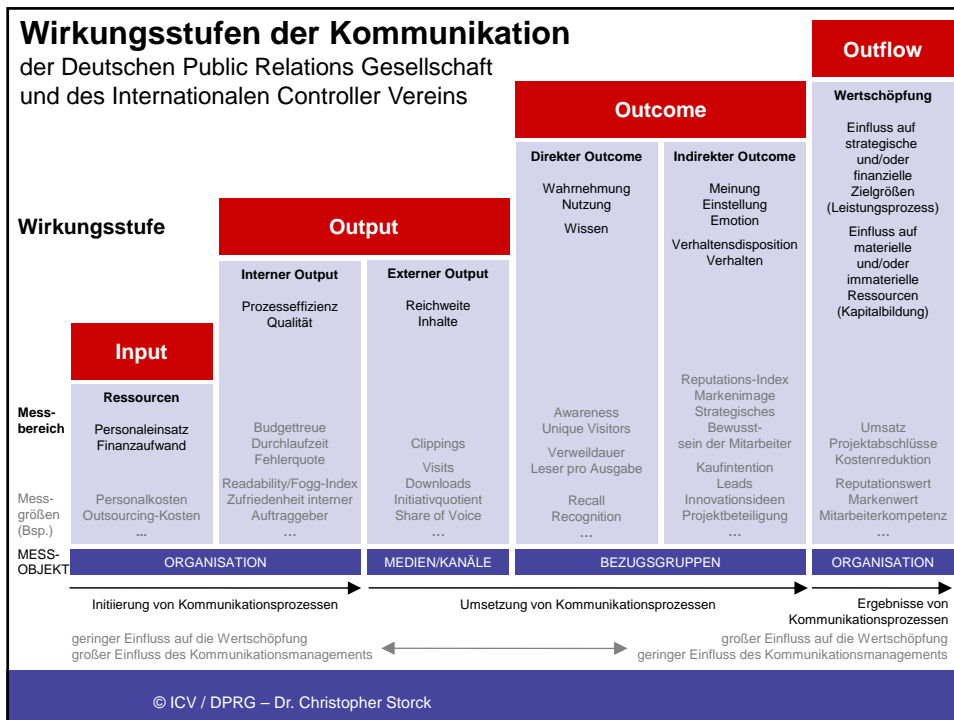 Wirkungsstufen der Kommunikation
der Deutschen Public Relations Gesellschaft
und des Internationalen Controller Vereins
Wirkungsstufe
Input
Ressourcen
Personaleinsatz
Finanzaufwand
Personalkosten
Outsourcing-Kosten
...
Output
Interner Output
Prozesseffizienz
Qualität
Budgettreue
Durchlaufzeit
Fehlerquote
Readability/Fogg-Index
Zufriedenheit interner
Auftraggeber
…
Externer Output
Reichweite
Inhalte
Clippings
Visits
Downloads
Initiativquotient
Share of Voice
…
Outcome
Direkter Outcome
Wahrnehmung
Nutzung
Wissen
Awareness
Unique Visitors
Verweildauer
Leser pro Ausgabe
Recall
Recognition
…
Indirekter Outcome
Meinung
Einstellung
Emotion
Verhaltensdisposition
Verhalten
Reputations-Index
Markenimage
Strategisches
Bewusst-
sein der Mitarbeiter
Kaufintention
Leads
Innovationsideen
Projektbeteiligung
…
Outflow
Wertschöpfung
Einfluss auf
strategische
und/oder
finanzielle
Zielgrößen
(Leistungsprozess)
Einfluss auf
materielle
und/oder
immaterielle
Ressourcen
(Kapitalbildung)
Umsatz
Projektabschlüsse
Kostenreduktion
Reputationswert
Markenwert
Mitarbeiterkompetenz
…
Mess-
bereich
Mess-
größen
(Bsp.)
MESS-
OBJEKT
ORGANISATION
MEDIEN/KANÄLE
BEZUGSGRUPPEN
ORGANISATION
Initiierung von Kommunikationsprozessen
Umsetzung von Kommunikationsprozessen
Ergebnisse von
Kommunikationsprozessen
geringer Einfluss auf die Wertschöpfung
großer Einfluss des Kommunikationsmanagements
großer Einfluss auf die Wertschöpfung
geringer Einfluss des Kommunikationsmanagements
© ICV / DPRG – Dr. Christopher Storck